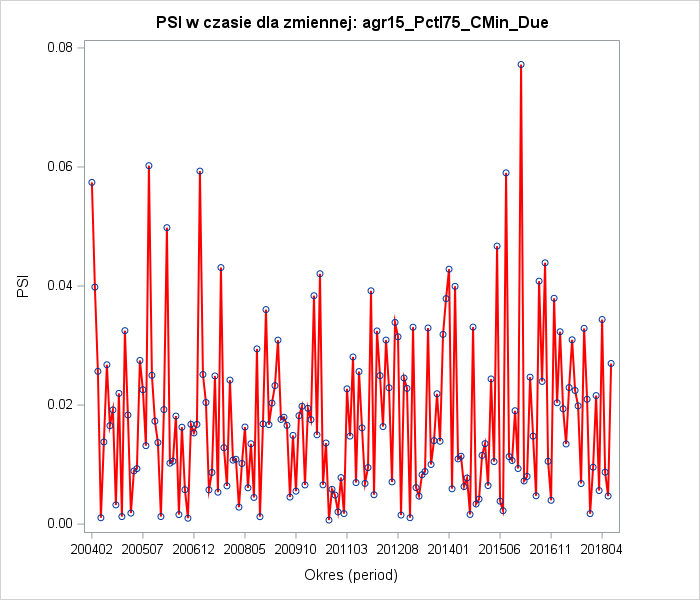 PSI w czasie dla zmiennej: agr15_Pctl75_CMin_Due
0.08
0.06
0.04
0.02
0.00
PSI
200402 200507 200612 200805 200910 201103 201208 201401 201506 201611 201804
Okres (period)